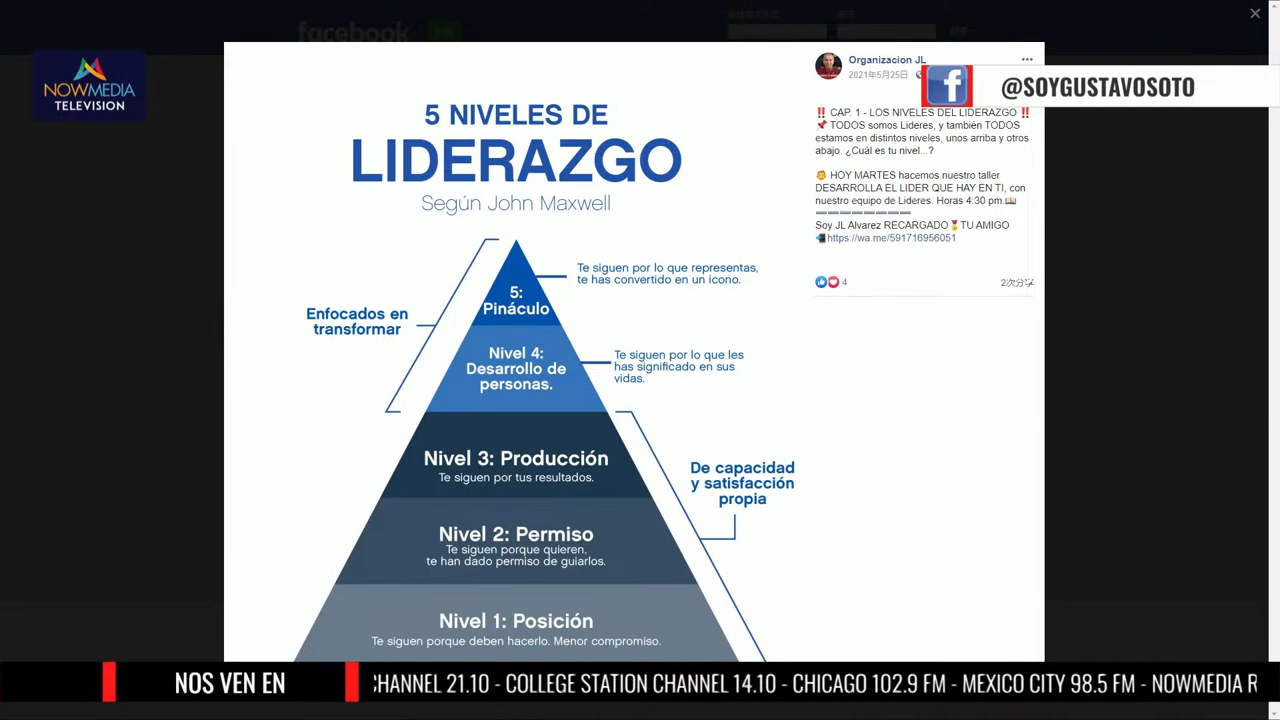 facebook
NOWMEDIA
TELEVISION
Organizacion JL
2021年5月25日 ·
@SOYGUSTAVOSOTO
‼️ CAP. 1 - LOS NIVELES DEL LIDERAZGO ‼️
📌 TODOS somos Lideres, y también TODOS
estamos en distintos niveles, unos arriba y otros
abajo. ¿Cuál es tu nivel...?
HOY MARTES hacemos nuestro taller
DESARROLLA EL LIDER QUE HAY EN TI, con
nuestro equipo de Lideres. Horas 4:30 pm.📖
➖➖➖➖➖➖➖➖
Soy JL Alvarez RECARGADO🏅TU AMIGO
📲https://wa.me/591716956051
4
2次分享
5 NIVELES DE
LIDERAZGO
Según John Maxwell
Te siguen por lo que representas,
te has convertido en un icono.
5:
Pináculo
Enfocados en
transformar
Nivel 4:
Desarrollo de
personas.
Te siguen por lo que les
has significado en sus
vidas.
Nivel 3: Producción
Te siguen por tus resultados.
De capacidad
y satisfacción
propia
Nivel 2: Permiso
Te siguen porque quieren,
te han dado permiso de guiarlos.
Nivel 1: Posición
Te siguen porque deben hacerlo. Menor compromiso.
NOS VEN EN
CHANNEL 21.10 - COLLEGE STATION CHANNEL 14.10 - CHICAGO 102.9 FM - MEXICO CITY 98.5 FM - NOWMEDIA R